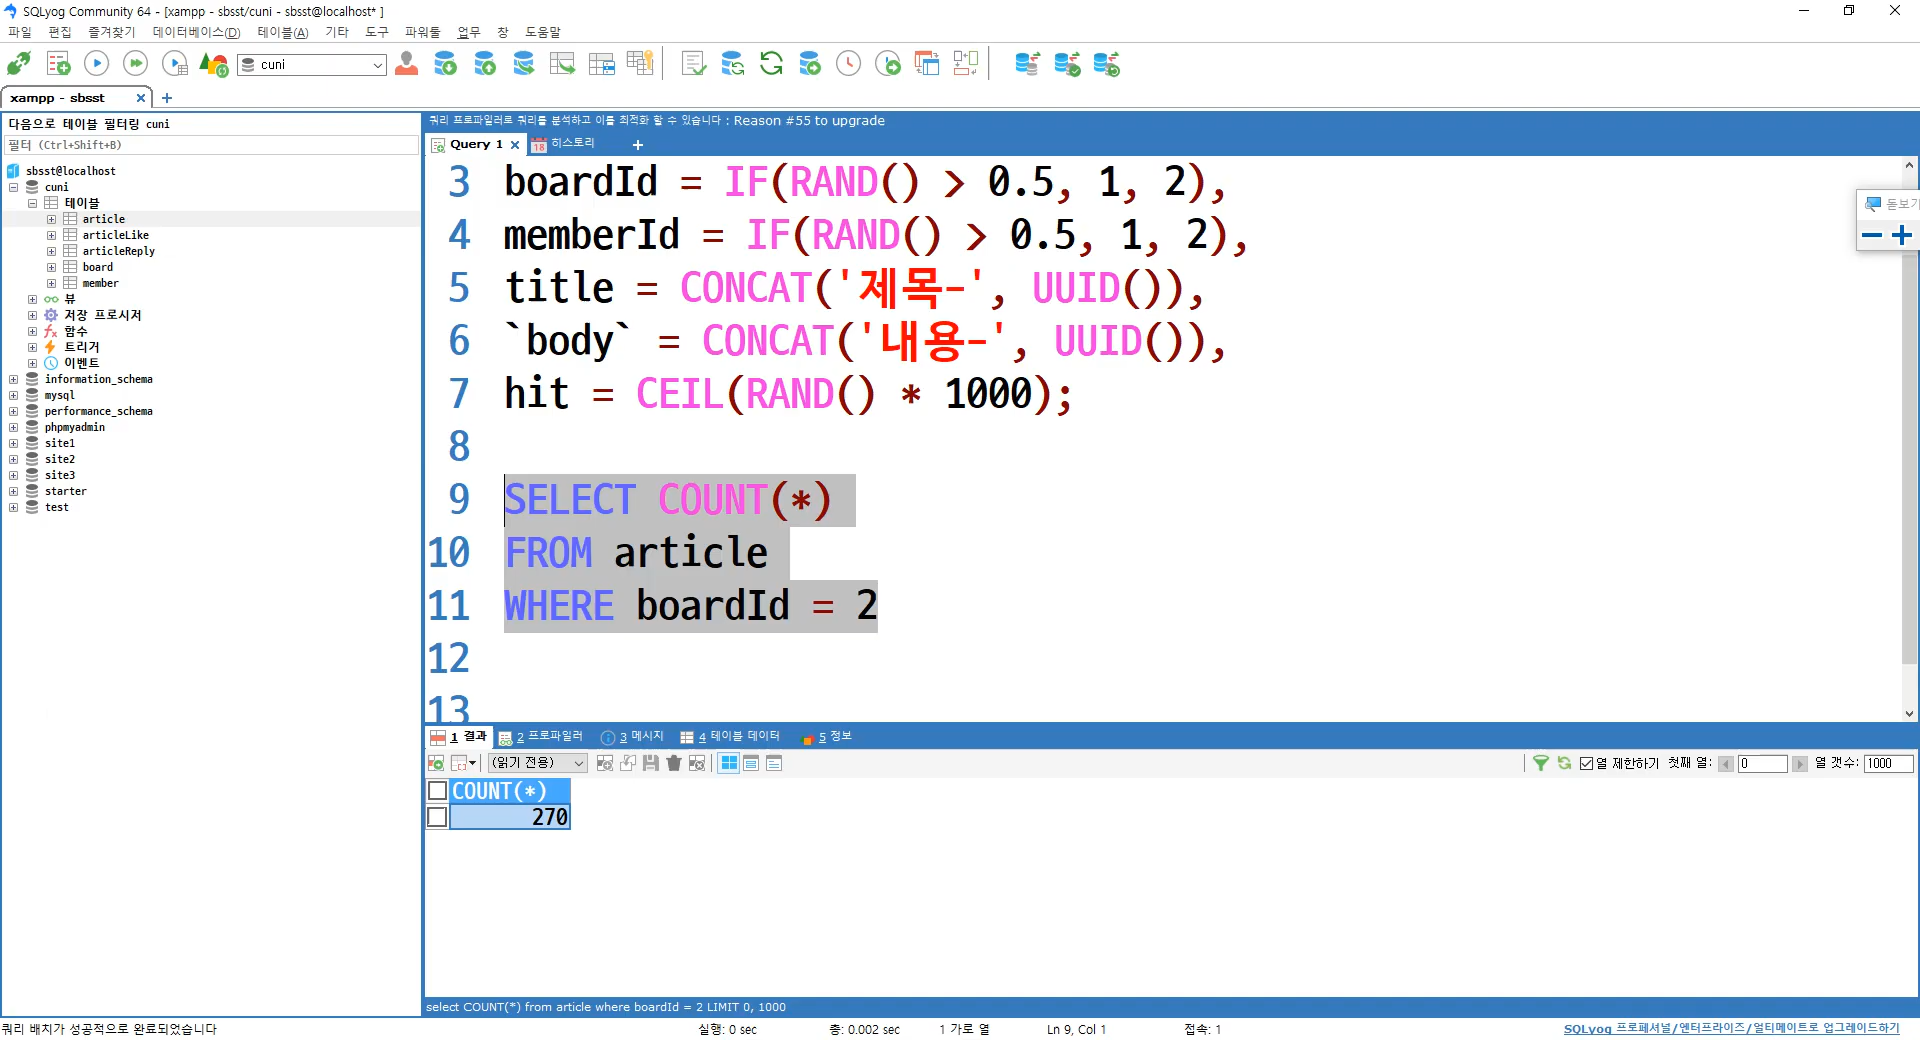 SQLyog Community 64 - [xampp - sbsst/cuni - sbsst@localhost* ]
파일 편집 즐겨찾기 데이터베이스(D) 테이블(A) 기타 도구 파워툴 업무 창 도움말
cuni
xampp - sbsst
다음으로 테이블 필터링 cuni
필터 (Ctrl+Shift+B)
sbsst@localhost
cuni
테이블
article
articleLike
articleReply
board
member
뷰
저장 프로시저
함수
트리거
이벤트
information_schema
mysql
performance_schema
phpmyadmin
site1
site2
site3
starter
test
쿼리 프로파일러로 쿼리를 분석하고 이를 최적화 할 수 있습니다 : Reason #55 to upgrade
Query 1 히스토리
3 boardId = IF(RAND() > 0.5, 1, 2),
4 memberId = IF(RAND() > 0.5, 1, 2),
5 title = CONCAT('제목-', UUID()),
6 `body` = CONCAT('내용-', UUID()),
7 hit = CEIL(RAND() * 1000);
8
9 SELECT COUNT(*)
10 FROM article
11 WHERE boardId = 2
12
13
돋보기
1 결과 2 프로파일러 3 메시지 4 테이블 데이터 5 정보
(읽기 전용) 열 제한하기 첫째 열: 0 열 갯수: 1000
COUNT(*)
270
select COUNT(*) from article where boardId = 2 LIMIT 0, 1000
쿼리 배치가 성공적으로 완료되었습니다 실행: 0 sec 총: 0.002 sec 1 가로 열 Ln 9, Col 1 접속: 1 SQLyog 프로페셔널/엔터프라이즈/얼티메이트로 업그레이드하기